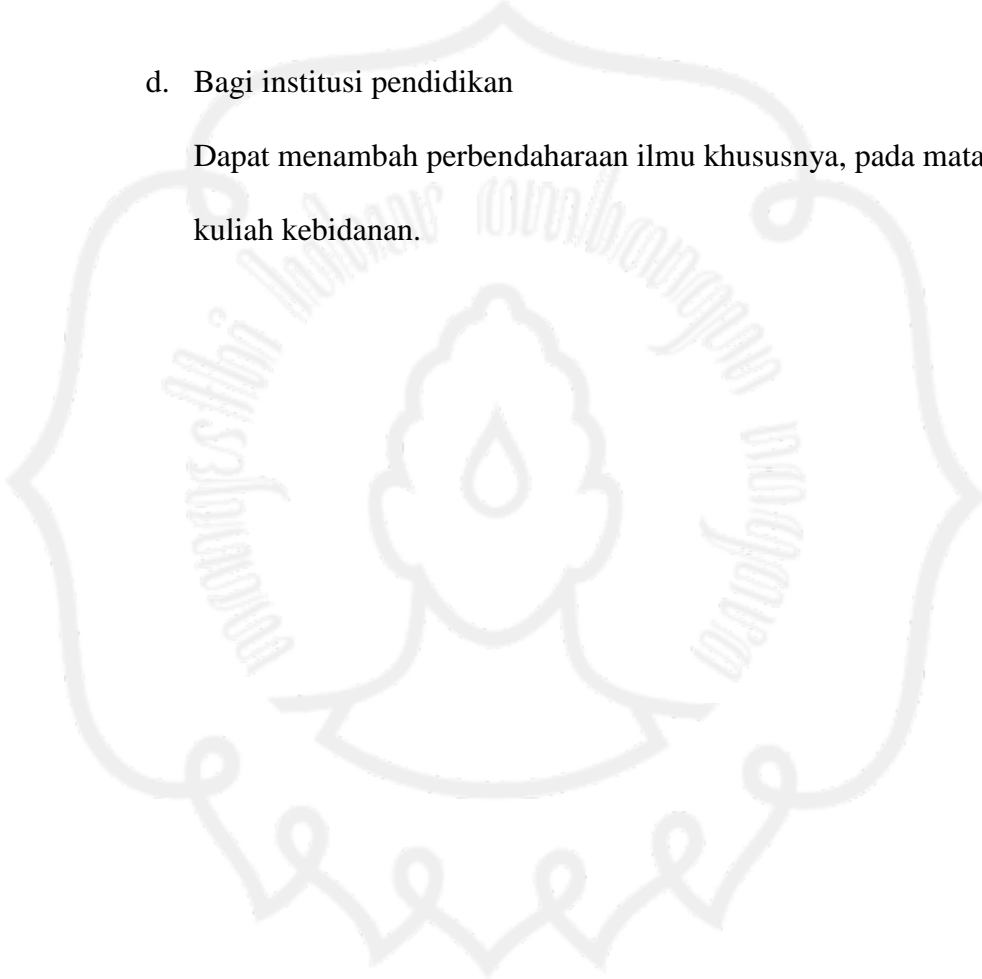 d. Bagi institusi pendidikan
Dapat menambah perbendaharaan ilmu khususnya, pada mata
kuliah kebidanan.